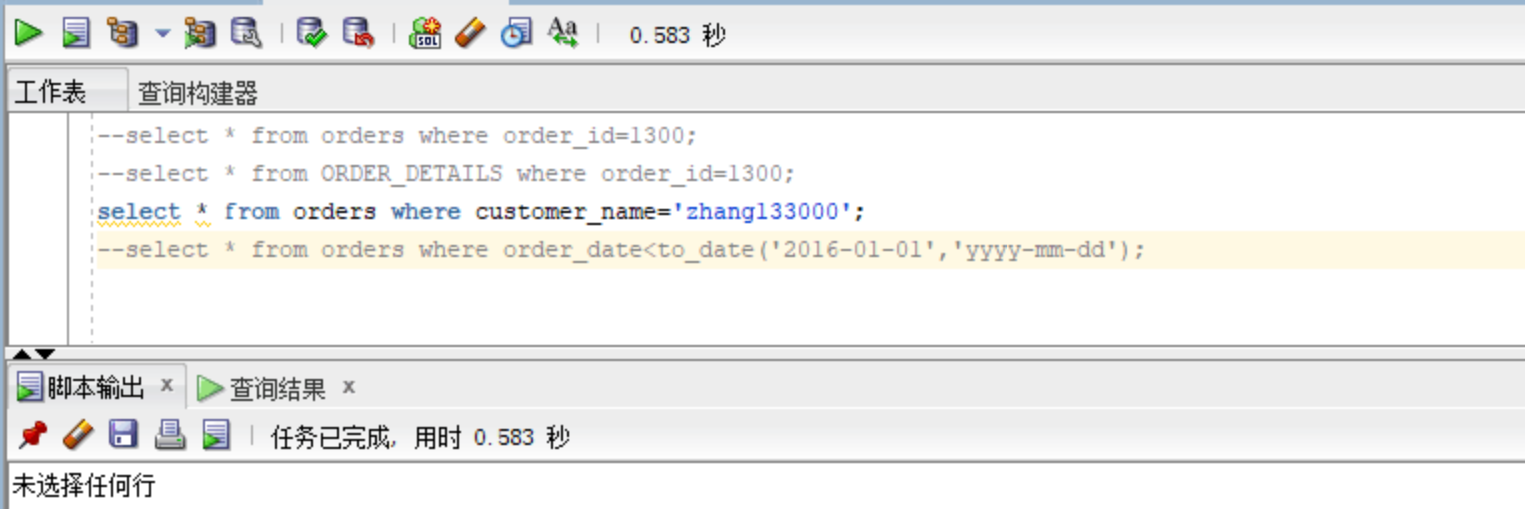 0.583 秒
工作表 查询构建器
--select * from orders where order_id=1300;
--select * from ORDER_DETAILS where order_id=1300;
select * from orders where customer_name='zhang133000';
--select * from orders where order_date<to_date('2016-01-01','yyyy-mm-dd');
脚本输出 x 查询结果 x
任务已完成, 用时 0.583 秒
未选择任何行